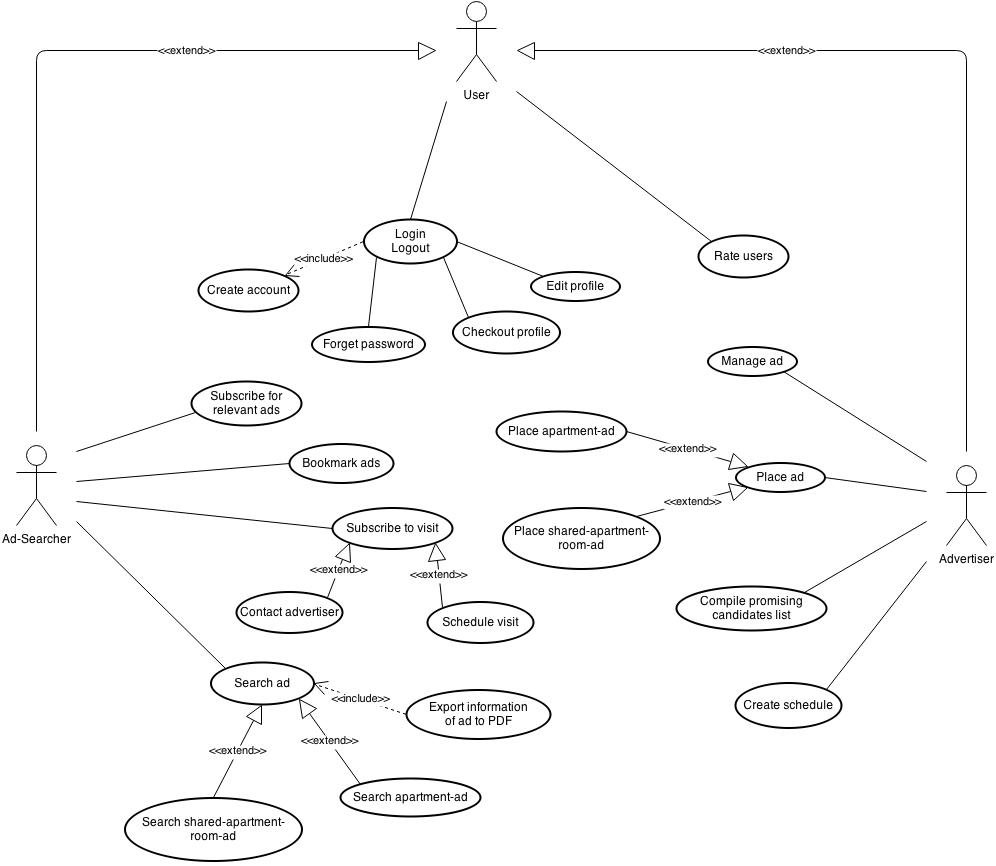 <<extend>>
<<extend>>
User
Login
Logout
<<include>>
Rate users
Create account
Edit profile
Checkout profile
Forget password
Manage ad
Subscribe for
relevant ads
Place apartment-ad
<<extend>>
Bookmark ads
Place ad
<<extend>>
Subscribe to visit
Place shared-apartment-
room-ad
Ad-Searcher
Advertiser
<<extend>>
<<extend>>
Contact advertiser
Schedule visit
Compile promising
candidates list
Search ad
<<include>>
Export information
of ad to PDF
Create schedule
<<extend>>
<<extend>>
Search apartment-ad
Search shared-apartment-
room-ad